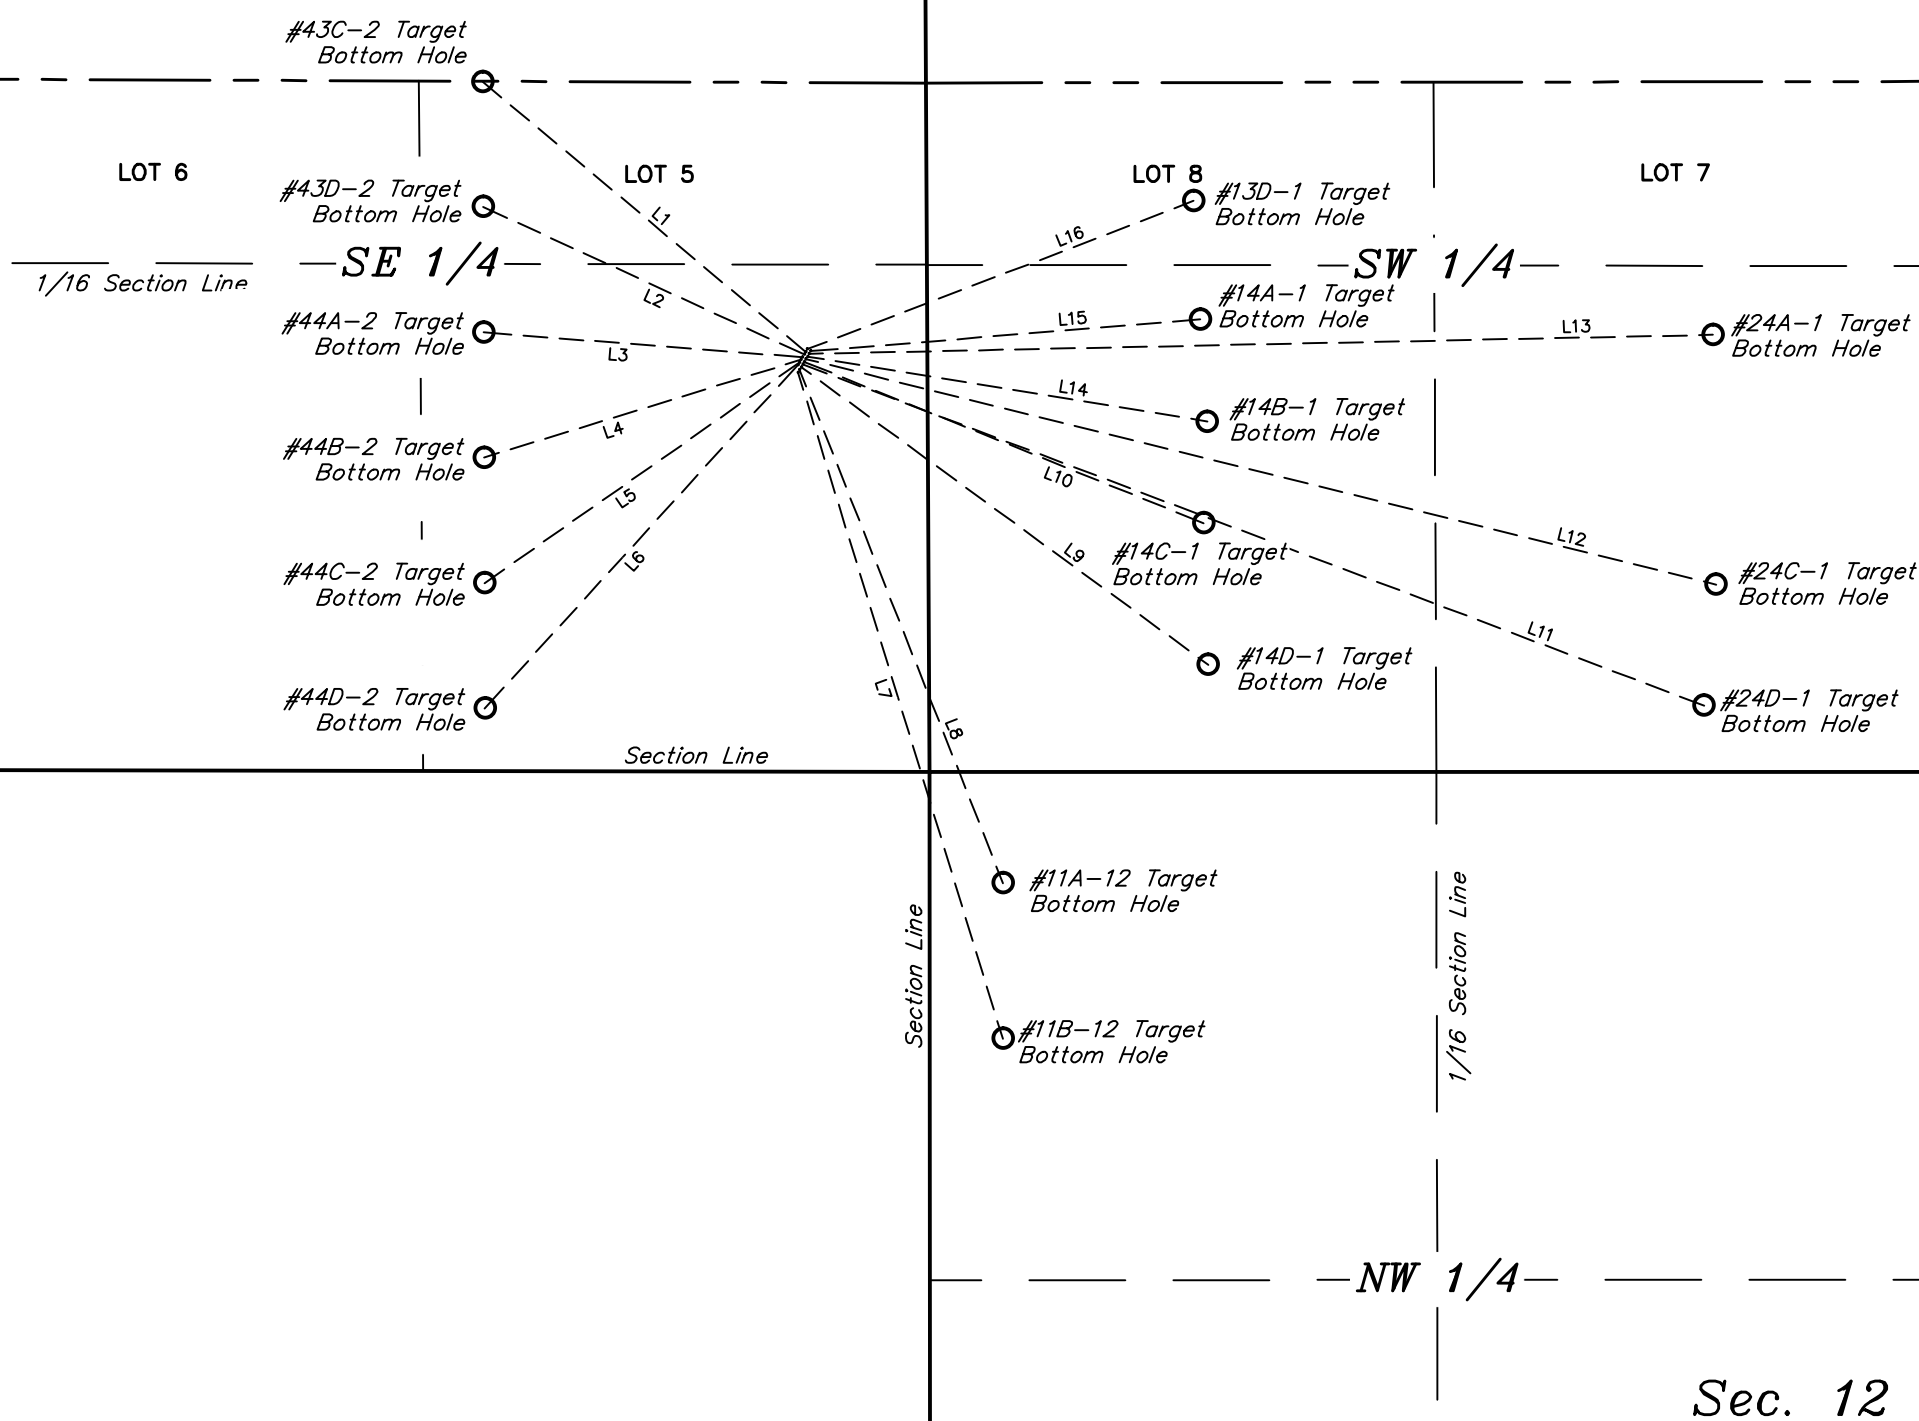 #43C-2 Target
Bottom Hole
LOT 6
LOT 5
LOT 8
LOT 7
#43D-2 Target
Bottom Hole
L1
#13D-1 Target
Bottom Hole
L16
SE 1/4
SW 1/4
1/16 Section Line
L2
#14A-1 Target
Bottom Hole
#44A-2 Target
Bottom Hole
L3
L15
L13
#24A-1 Target
Bottom Hole
L14
#14B-1 Target
Bottom Hole
#44B-2 Target
Bottom Hole
L4
L10
L5
L12
#44C-2 Target
Bottom Hole
L6
L9
#14C-1 Target
Bottom Hole
#24C-1 Target
Bottom Hole
L11
#14D-1 Target
Bottom Hole
#44D-2 Target
Bottom Hole
L7
L8
#24D-1 Target
Bottom Hole
Section Line
#11A-12 Target
Bottom Hole
Section Line
1/16 Section Line
#11B-12 Target
Bottom Hole
NW 1/4
Sec. 12